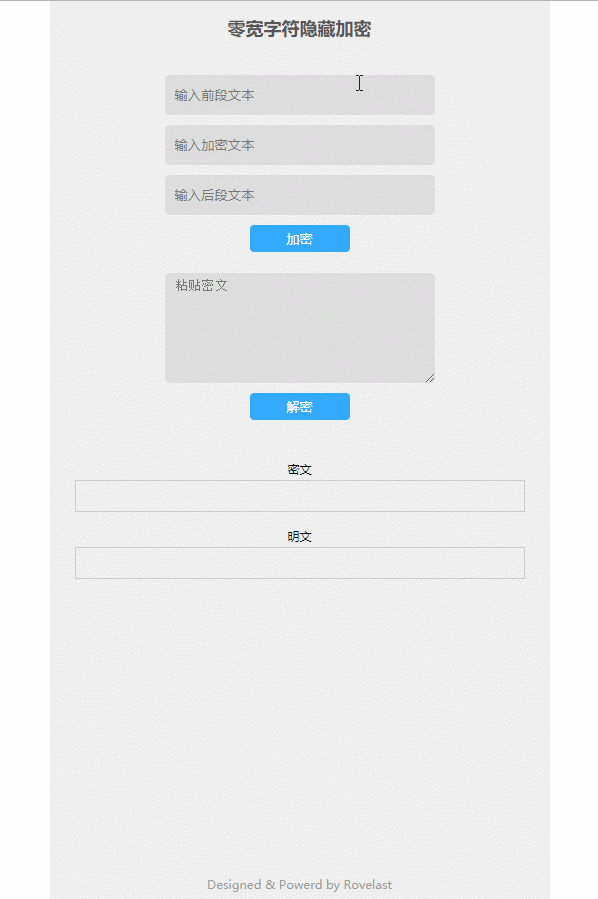 零宽字符隐藏加密
输入前段文本
输入加密文本
输入后段文本
加密
粘贴密文
解密
密文
明文
Designed & Powerd by Rovelast